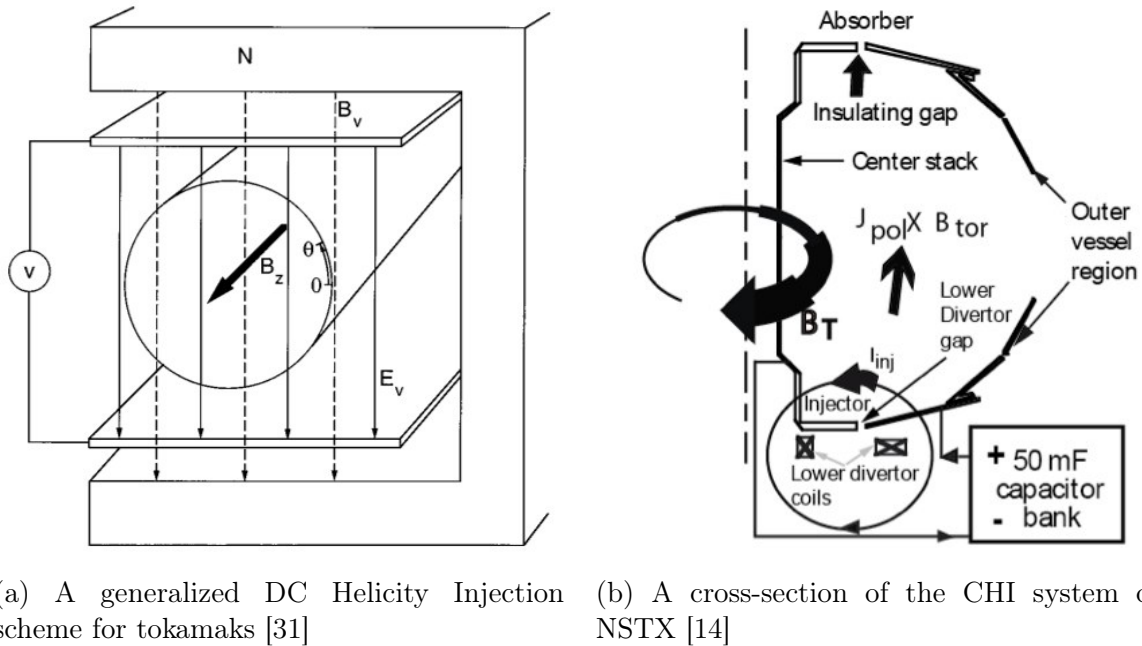 N
B_v
V
θ
0
B_z
E_v
Absorber
Insulating gap
Center stack
J_pol X B_tor
Outer
vessel
region
B_T
Lower
Divertor
gap
I_inj
Injector
Lower divertor
coils
+ 50 mF
capacitor
- bank
(a) A generalized DC Helicity Injection
scheme for tokamaks [31]
(b) A cross-section of the CHI system
NSTX [14]